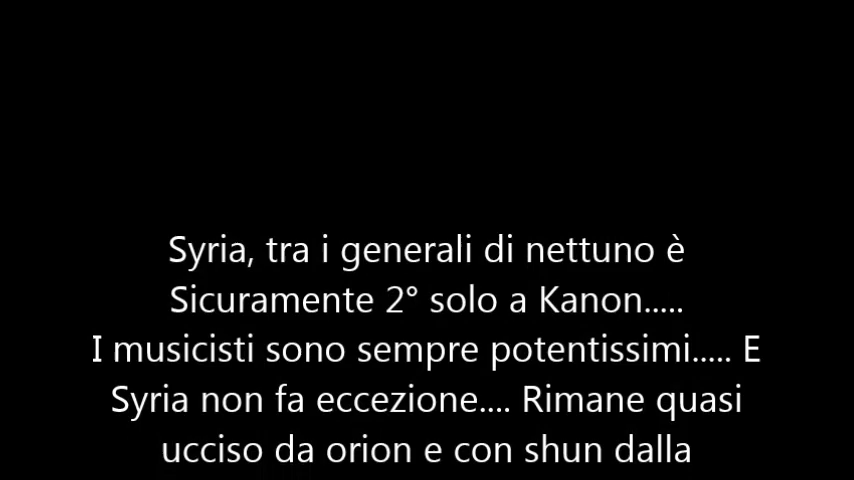 Syria, tra i generali di nettuno è
Sicuramente 2° solo a Kanon.....
I musicisti sono sempre potentissimi..... E
Syria non fa eccezione.... Rimane quasi
ucciso da orion e con shun dalla